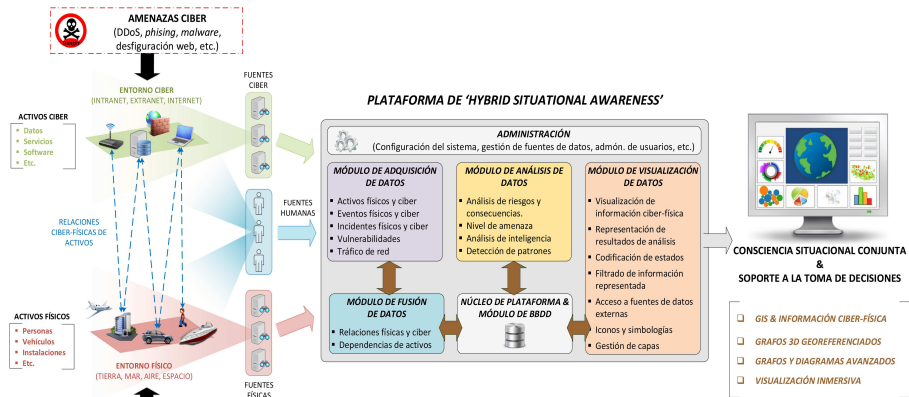 AMENAZAS CIBER
(DDoS, phising, malware,
desfiguración web, etc.)
ENTORNO CIBER
(INTRANET, EXTRANET, INTERNET)
FUENTES
CIBER
ACTIVOS CIBER
▪ Datos
▪ Servicios
▪ Software
▪ Etc.
RELACIONES
CIBER-FÍSICAS DE
ACTIVOS
FUENTES
HUMANAS
ACTIVOS FÍSICOS
▪ Personas
▪ Vehículos
▪ Instalaciones
▪ Etc.
ENTORNO FÍSICO
(TIERRA, MAR, AIRE, ESPACIO)
FUENTES
FÍSICAS
PLATAFORMA DE ‘HYBRID SITUATIONAL AWARENESS’
ADMINISTRACIÓN
(Configuración del sistema, gestión de fuentes de datos, admón. de usuarios, etc.)
MÓDULO DE ADQUISICIÓN
DE DATOS
▪ Activos físicos y ciber
▪ Eventos físicos y ciber
▪ Incidentes físicos y ciber
▪ Vulnerabilidades
▪ Tráfico de red
MÓDULO DE ANÁLISIS DE
DATOS
▪ Análisis de riesgos y
consecuencias.
▪ Nivel de amenaza
▪ Análisis de inteligencia
▪ Detección de patrones
MÓDULO DE VISUALIZACIÓN
DE DATOS
▪ Visualización de
información ciber-física
▪ Representación de
resultados de análisis
▪ Codificación de estados
▪ Filtrado de información
representada
▪ Acceso a fuentes de datos
externas
▪ Iconos y simbologías
▪ Gestión de capas
MÓDULO DE FUSIÓN
DE DATOS
▪ Relaciones físicas y ciber
▪ Dependencias de activos
NÚCLEO DE PLATAFORMA &
MÓDULO DE BBDD
CONSCIENCIA SITUACIONAL CONJUNTA
&
SOPORTE A LA TOMA DE DECISIONES
❑ GIS & INFORMACIÓN CIBER-FÍSICA
❑ GRAFOS 3D GEOREFERENCIADOS
❑ GRAFOS Y DIAGRAMAS AVANZADOS
❑ VISUALIZACIÓN INMERSIVA